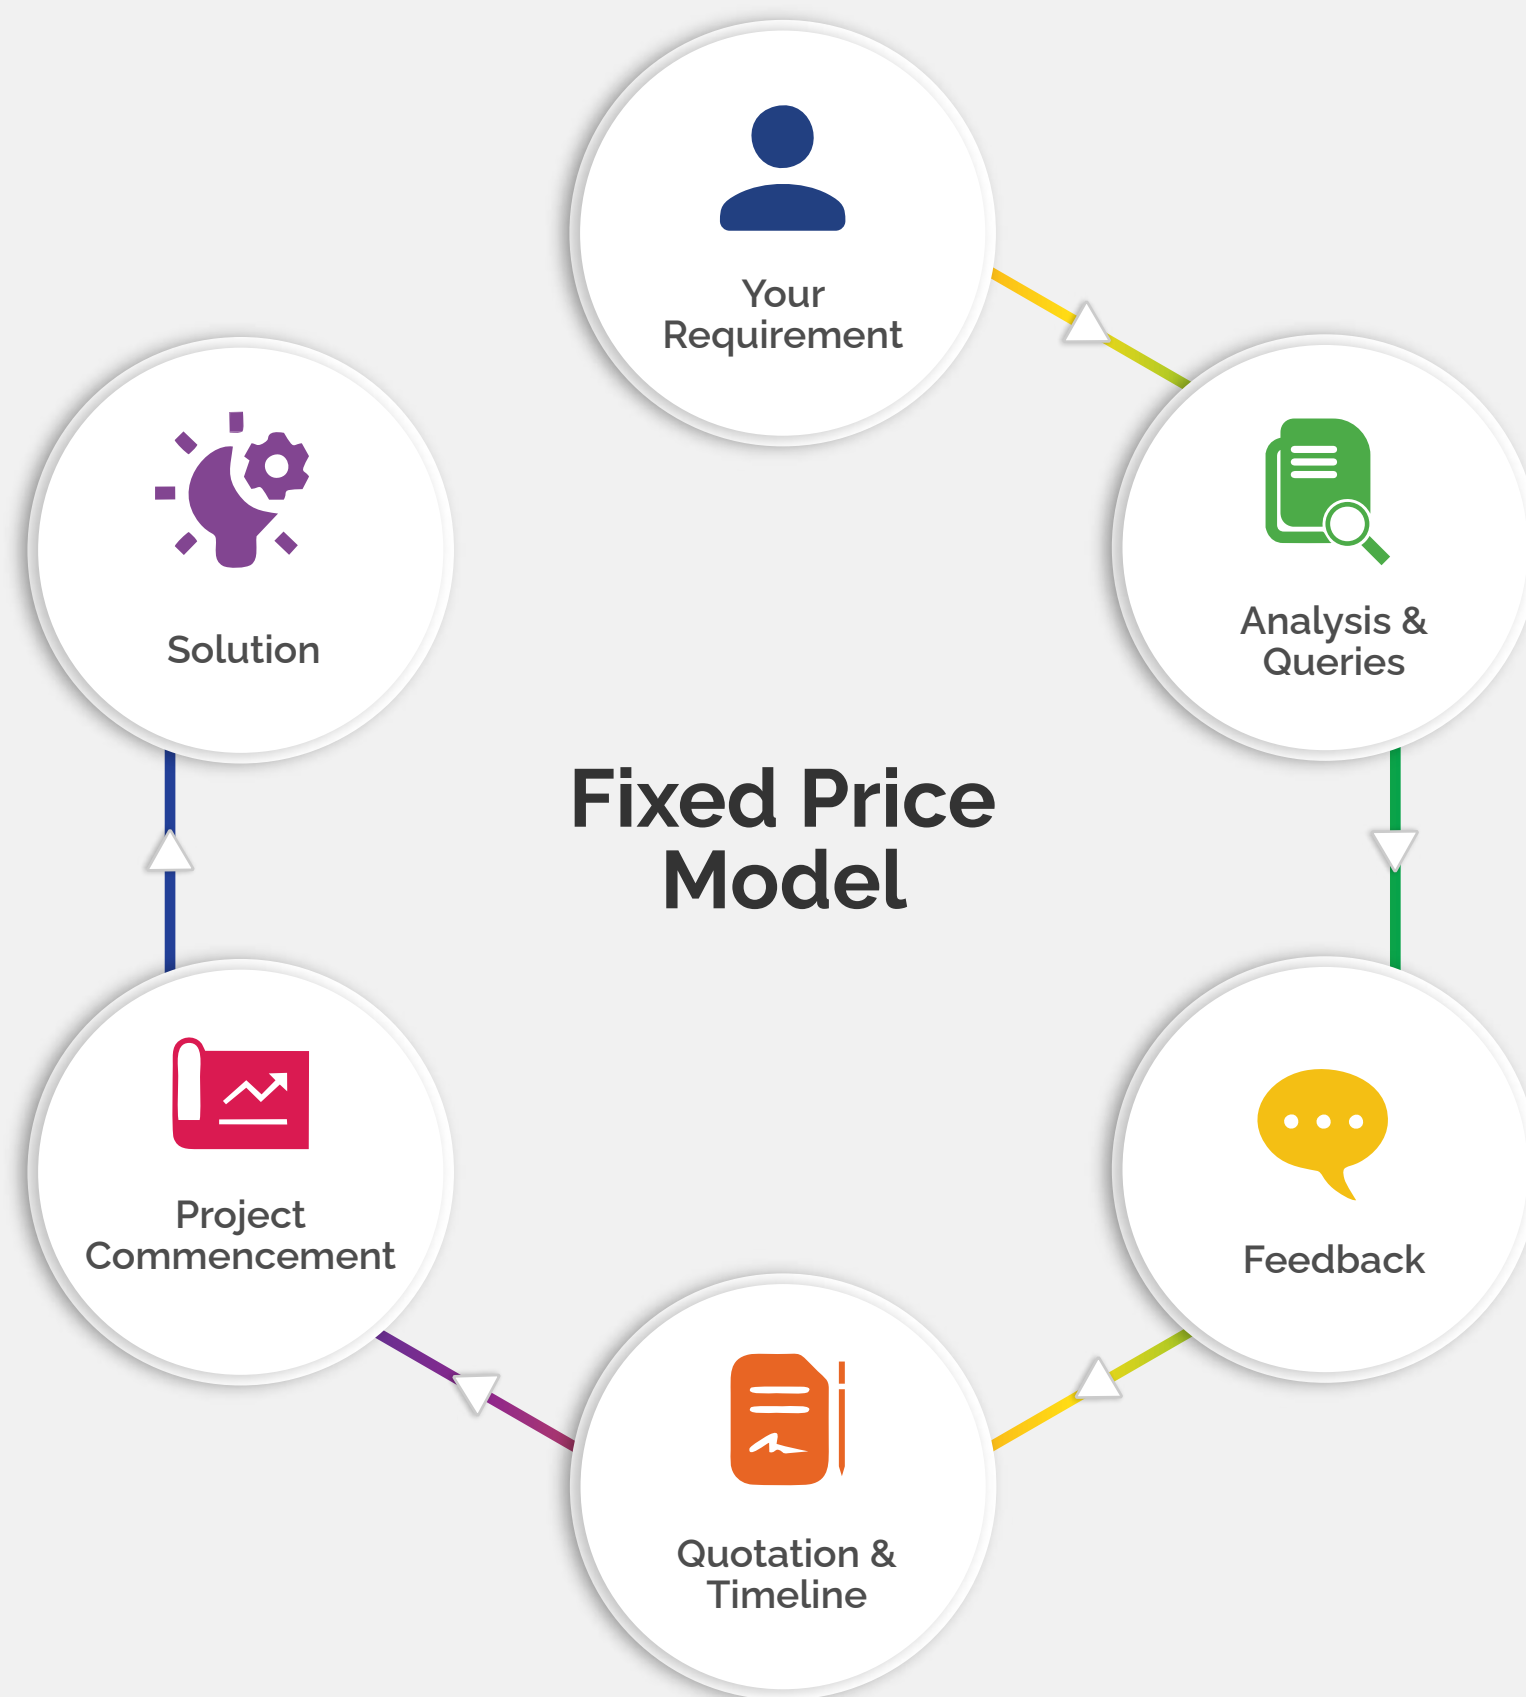 Your
Requirement
Analysis &
Queries
Solution
Fixed Price
Model
Project
Commencement
Feedback
Quotation &
Timeline